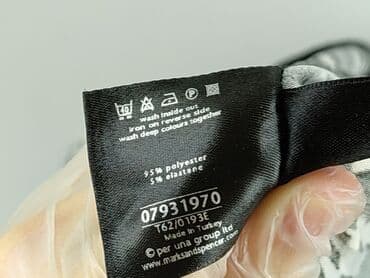 40 P
wash inside out
iron on reverse side
wash deep colours together
95% polyester
5% elastane
07931970
T62/0193E
Made in Turkey
© per una group ltd
www.marksandspencer.com